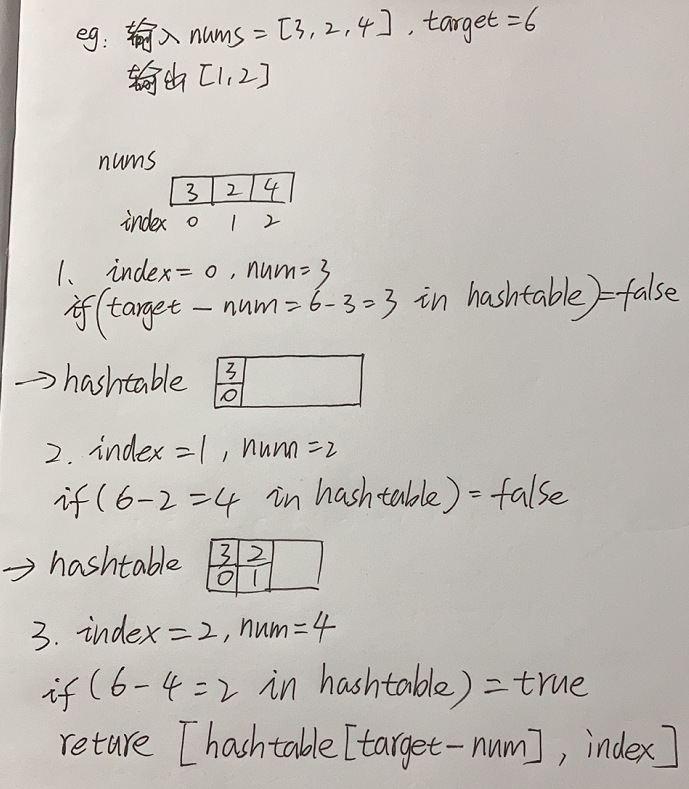 eg: 输入 nums = [3, 2, 4], target = 6
输出 [1, 2]
nums
3 2 4
index 0 1 2
1、 index = 0, num = 3
if(target - num = 6-3 = 3 in hashtable) = false
→ hashtable 3
0
2. index = 1, num = 2
if(6-2 = 4 in hashtable) = false
→ hashtable 3 2
0 1
3. index = 2, num = 4
if(6-4 = 2 in hashtable) = true
reture [hashtable[target-num], index]